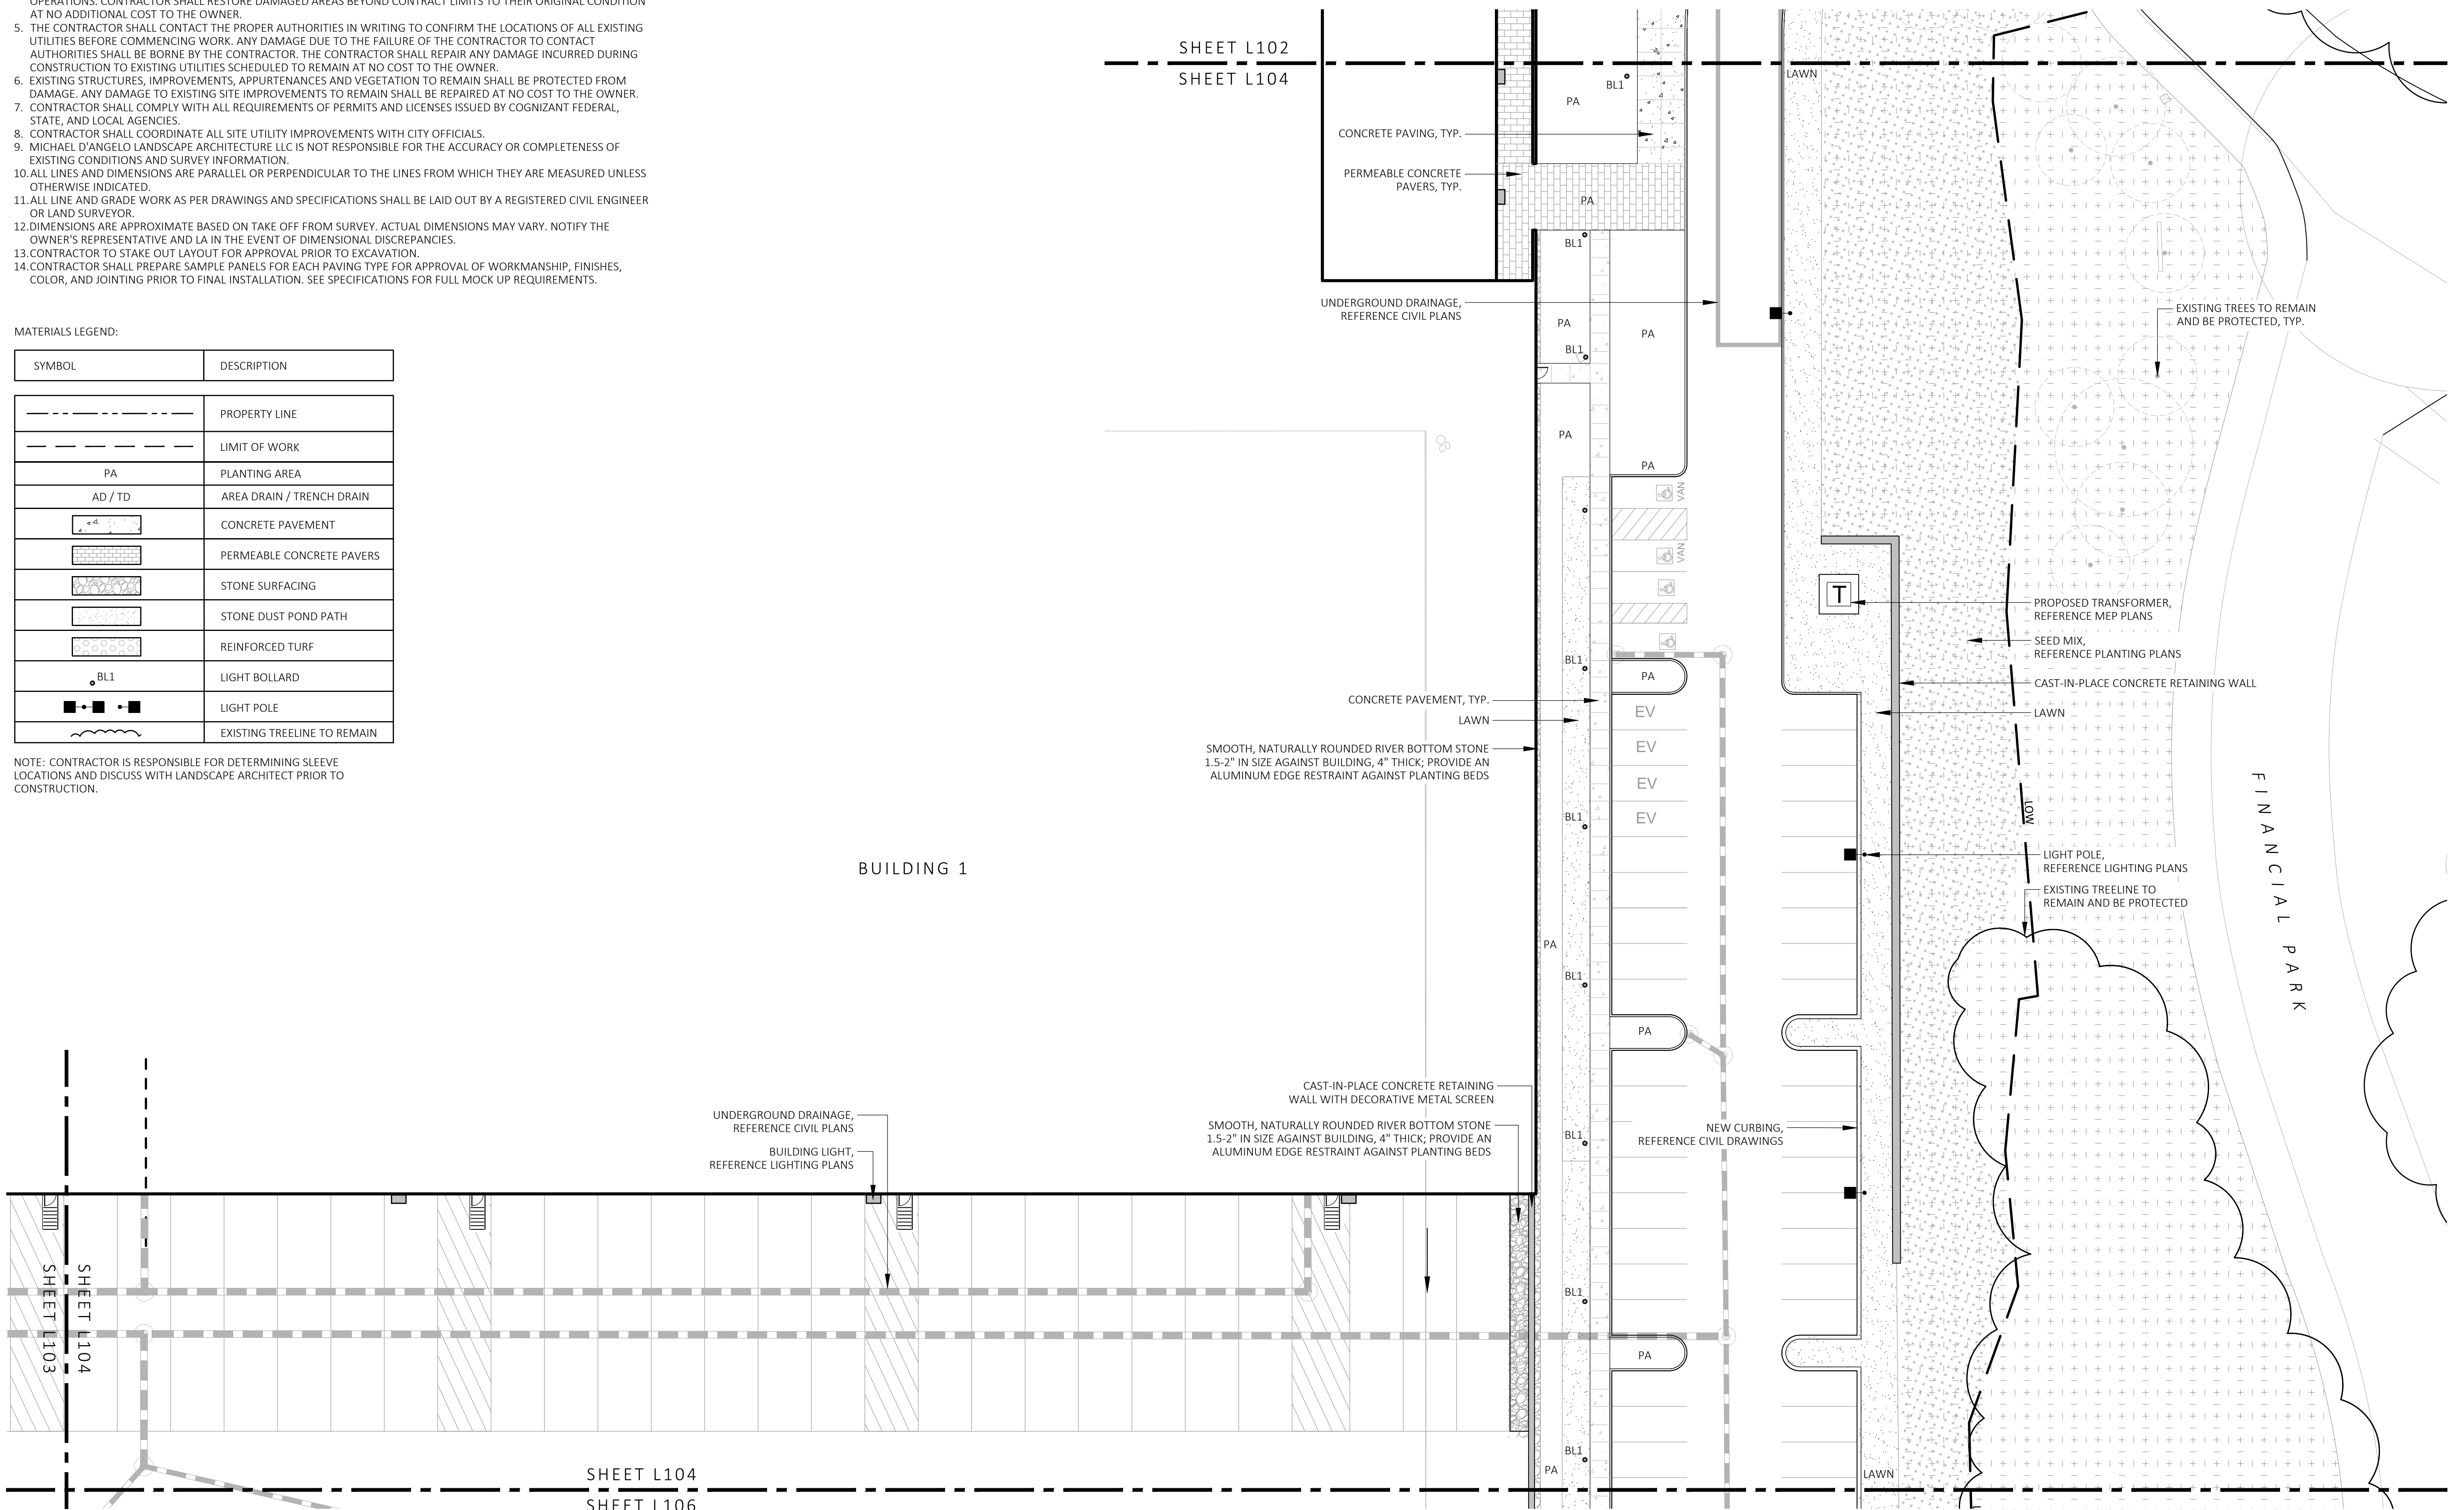 OPERATIONS. CONTRACTOR SHALL RESTORE DAMAGED AREAS BEYOND CONTRACT LIMITS TO THEIR ORIGINAL CONDITION
AT NO ADDITIONAL COST TO THE OWNER.
5. THE CONTRACTOR SHALL CONTACT THE PROPER AUTHORITIES IN WRITING TO CONFIRM THE LOCATIONS OF ALL EXISTING
UTILITIES BEFORE COMMENCING WORK. ANY DAMAGE DUE TO THE FAILURE OF THE CONTRACTOR TO CONTACT
AUTHORITIES SHALL BE BORNE BY THE CONTRACTOR. THE CONTRACTOR SHALL REPAIR ANY DAMAGE INCURRED DURING
CONSTRUCTION TO EXISTING UTILITIES SCHEDULED TO REMAIN AT NO COST TO THE OWNER.
6. EXISTING STRUCTURES, IMPROVEMENTS, APPURTENANCES AND VEGETATION TO REMAIN SHALL BE PROTECTED FROM
DAMAGE. ANY DAMAGE TO EXISTING SITE IMPROVEMENTS TO REMAIN SHALL BE REPAIRED AT NO COST TO THE OWNER.
7. CONTRACTOR SHALL COMPLY WITH ALL REQUIREMENTS OF PERMITS AND LICENSES ISSUED BY COGNIZANT FEDERAL,
STATE, AND LOCAL AGENCIES.
8. CONTRACTOR SHALL COORDINATE ALL SITE UTILITY IMPROVEMENTS WITH CITY OFFICIALS.
9. MICHAEL D'ANGELO LANDSCAPE ARCHITECTURE LLC IS NOT RESPONSIBLE FOR THE ACCURACY OR COMPLETENESS OF
EXISTING CONDITIONS AND SURVEY INFORMATION.
10.ALL LINES AND DIMENSIONS ARE PARALLEL OR PERPENDICULAR TO THE LINES FROM WHICH THEY ARE MEASURED UNLESS
OTHERWISE INDICATED.
11.ALL LINE AND GRADE WORK AS PER DRAWINGS AND SPECIFICATIONS SHALL BE LAID OUT BY A REGISTERED CIVIL ENGINEER
OR LAND SURVEYOR.
12.DIMENSIONS ARE APPROXIMATE BASED ON TAKE OFF FROM SURVEY. ACTUAL DIMENSIONS MAY VARY. NOTIFY THE
OWNER'S REPRESENTATIVE AND LA IN THE EVENT OF DIMENSIONAL DISCREPANCIES.
13.CONTRACTOR TO STAKE OUT LAYOUT FOR APPROVAL PRIOR TO EXCAVATION.
14.CONTRACTOR SHALL PREPARE SAMPLE PANELS FOR EACH PAVING TYPE FOR APPROVAL OF WORKMANSHIP, FINISHES,
COLOR, AND JOINTING PRIOR TO FINAL INSTALLATION. SEE SPECIFICATIONS FOR FULL MOCK UP REQUIREMENTS.
MATERIALS LEGEND:
SYMBOL DESCRIPTION
PROPERTY LINE
LIMIT OF WORK
PA PLANTING AREA
AD / TD AREA DRAIN / TRENCH DRAIN
CONCRETE PAVEMENT
PERMEABLE CONCRETE PAVERS
STONE SURFACING
STONE DUST POND PATH
REINFORCED TURF
BL1 LIGHT BOLLARD
LIGHT POLE
EXISTING TREELINE TO REMAIN
NOTE: CONTRACTOR IS RESPONSIBLE FOR DETERMINING SLEEVE
LOCATIONS AND DISCUSS WITH LANDSCAPE ARCHITECT PRIOR TO
CONSTRUCTION.
SHEET L102
SHEET L104
LAWN
BL1
PA
CONCRETE PAVING, TYP.
PERMEABLE CONCRETE
PAVERS, TYP.
PA
BL1
UNDERGROUND DRAINAGE,
REFERENCE CIVIL PLANS
PA
PA
BL1
PA
PA
EXISTING TREES TO REMAIN
AND BE PROTECTED, TYP.
VAN
VAN
T
PROPOSED TRANSFORMER,
REFERENCE MEP PLANS
SEED MIX,
REFERENCE PLANTING PLANS
CAST-IN-PLACE CONCRETE RETAINING WALL
LAWN
BL1
PA
CONCRETE PAVEMENT, TYP.
LAWN
EV
EV
EV
EV
SMOOTH, NATURALLY ROUNDED RIVER BOTTOM STONE
1.5-2" IN SIZE AGAINST BUILDING, 4" THICK; PROVIDE AN
ALUMINUM EDGE RESTRAINT AGAINST PLANTING BEDS
BL1
LOW
LIGHT POLE,
REFERENCE LIGHTING PLANS
EXISTING TREELINE TO
REMAIN AND BE PROTECTED
FINANCIAL PARK
BUILDING 1
PA
BL1
PA
CAST-IN-PLACE CONCRETE RETAINING
WALL WITH DECORATIVE METAL SCREEN
SMOOTH, NATURALLY ROUNDED RIVER BOTTOM STONE
1.5-2" IN SIZE AGAINST BUILDING, 4" THICK; PROVIDE AN
ALUMINUM EDGE RESTRAINT AGAINST PLANTING BEDS
BL1
NEW CURBING,
REFERENCE CIVIL DRAWINGS
UNDERGROUND DRAINAGE,
REFERENCE CIVIL PLANS
BUILDING LIGHT,
REFERENCE LIGHTING PLANS
SHEET L104
SHEET L103
BL1
PA
BL1
PA
LAWN
SHEET L104
SHEET L106